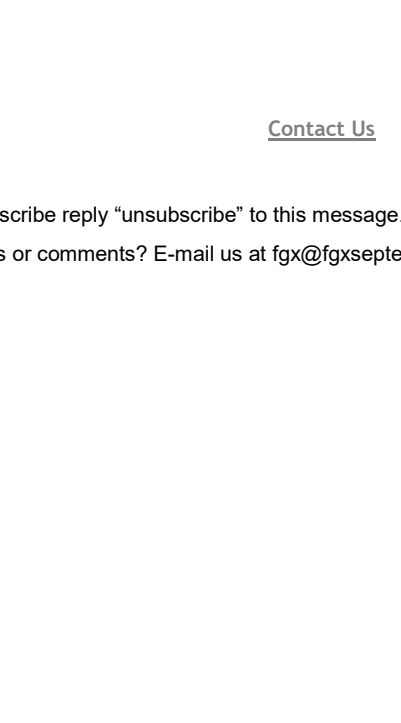 Contact Us
scribe reply “unsubscribe” to this message.
s or comments? E-mail us at fgx@fgxsepte